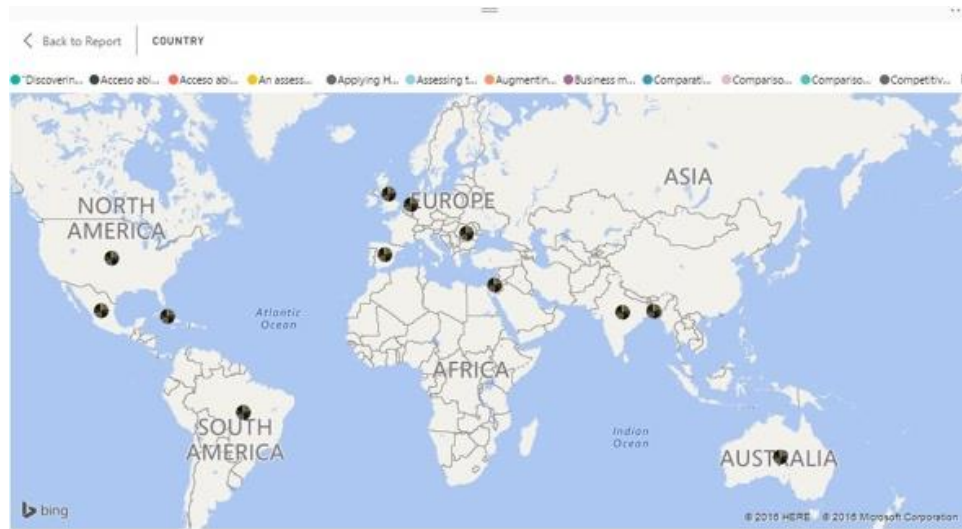 Back to Report COUNTRY
"Discoverin... Acceso abi... Acceso abi... An assess... Applying H... Assessing t... Augmentin... Business m... Comparati... Compariso... Compariso... Competitiv...
ASIA
EUROPE
NORTH
AMERICA
Atlantic
Ocean
AFRICA
SOUTH
AMERICA
Indian
Ocean
AUSTRALIA
bing
© 2016 HERE © 2016 Microsoft Corporation